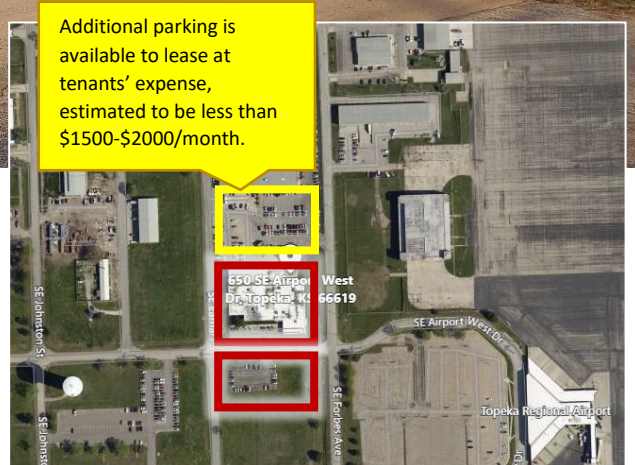 Additional parking is
available to lease at
tenants’ expense,
estimated to be less than
$1500-$2000/month.
650 SE Airport West
Dr, Topeka, KS 66619
SE Johnston St
SE Airport West Dr
SE Forbes Ave
Topeka Regional Airport
Dr